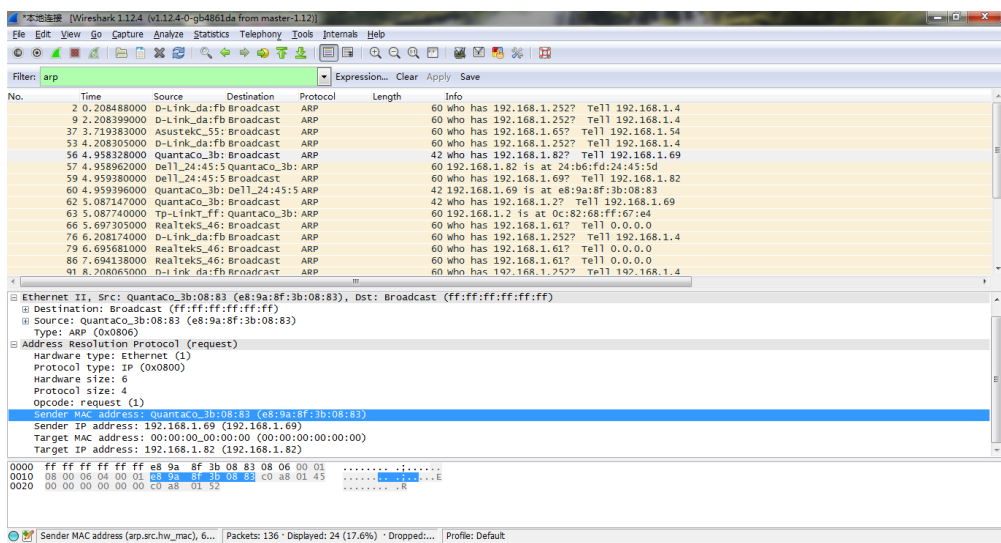 *本地连接 [Wireshark 1.12.4 (v1.12.4-0-gb4861da from master-1.12)]
File Edit View Go Capture Analyze Statistics Telephony Tools Internals Help
Filter: arp Expression... Clear Apply Save
No. Time Source Destination Protocol Length Info
2 0.208488000 D-Link_da:fb Broadcast ARP 60 who has 192.168.1.252? Tell 192.168.1.4
9 2.208399000 D-Link_da:fb Broadcast ARP 60 who has 192.168.1.252? Tell 192.168.1.4
37 3.719383000 AsustekC_55: Broadcast ARP 60 who has 192.168.1.65? Tell 192.168.1.54
53 4.208305000 D-Link_da:fb Broadcast ARP 60 who has 192.168.1.252? Tell 192.168.1.4
56 4.958328000 QuantaCo_3b: Broadcast ARP 42 who has 192.168.1.82? Tell 192.168.1.69
57 4.958962000 Dell_24:45:5 QuantaCo_3b: ARP 60 192.168.1.82 is at 24:b6:fd:24:45:5d
59 4.959380000 Dell_24:45:5 Broadcast ARP 60 who has 192.168.1.69? Tell 192.168.1.82
60 4.959396000 QuantaCo_3b: Dell_24:45:5 ARP 42 192.168.1.69 is at e8:9a:8f:3b:08:83
62 5.087147000 QuantaCo_3b: Broadcast ARP 42 who has 192.168.1.2? Tell 192.168.1.69
63 5.087740000 Tp-LinkT_ff: QuantaCo_3b: ARP 60 192.168.1.2 is at 0c:82:68:ff:67:e4
66 5.697305000 RealtekS_46: Broadcast ARP 60 who has 192.168.1.61? Tell 0.0.0.0
76 6.208174000 D-Link_da:fb Broadcast ARP 60 who has 192.168.1.252? Tell 192.168.1.4
79 6.695681000 RealtekS_46: Broadcast ARP 60 who has 192.168.1.61? Tell 0.0.0.0
86 7.694138000 RealtekS_46: Broadcast ARP 60 who has 192.168.1.61? Tell 0.0.0.0
91 8.208065000 D-Link_da:fb Broadcast ARP 60 who has 192.168.1.252? Tell 192.168.1.4
Ethernet II, Src: QuantaCo_3b:08:83 (e8:9a:8f:3b:08:83), Dst: Broadcast (ff:ff:ff:ff:ff:ff)
Destination: Broadcast (ff:ff:ff:ff:ff:ff)
Source: QuantaCo_3b:08:83 (e8:9a:8f:3b:08:83)
Type: ARP (0x0806)
Address Resolution Protocol (request)
Hardware type: Ethernet (1)
Protocol type: IP (0x0800)
Hardware size: 6
Protocol size: 4
Opcode: request (1)
Sender MAC address: QuantaCo_3b:08:83 (e8:9a:8f:3b:08:83)
Sender IP address: 192.168.1.69 (192.168.1.69)
Target MAC address: 00:00:00_00:00:00 (00:00:00:00:00:00)
Target IP address: 192.168.1.82 (192.168.1.82)
0000 ff ff ff ff ff ff e8 9a 8f 3b 08 83 08 06 00 01 ........ .;......
0010 08 00 06 04 00 01 e8 9a 8f 3b 08 83 c0 a8 01 45 ........ .;.....E
0020 00 00 00 00 00 00 c0 a8 01 52 ........ .R
Sender MAC address (arp.src.hw_mac), 6... Packets: 136 · Displayed: 24 (17.6%) · Dropped:... Profile: Default